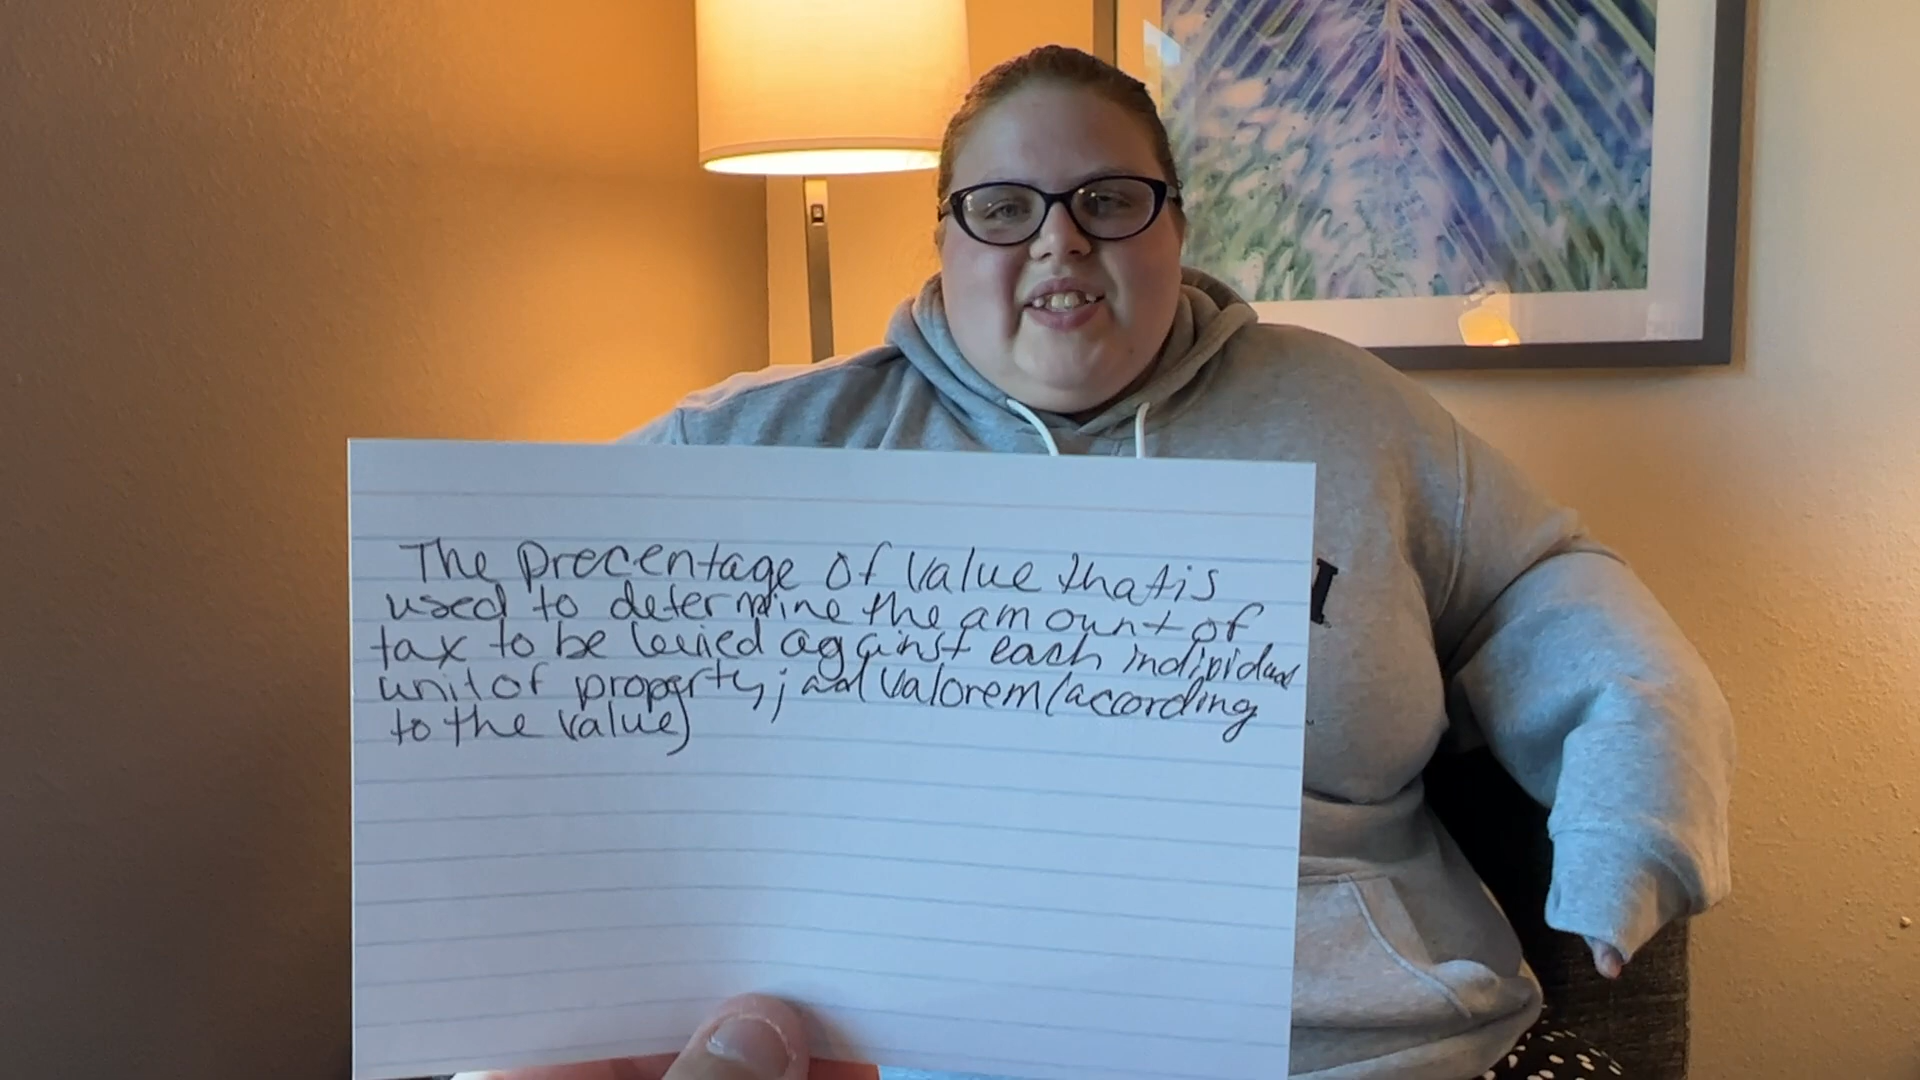 The precentage of value that is
used to determine the amount of
tax to be levied against each individual
unit of property; ad valorem (according
to the value)
I